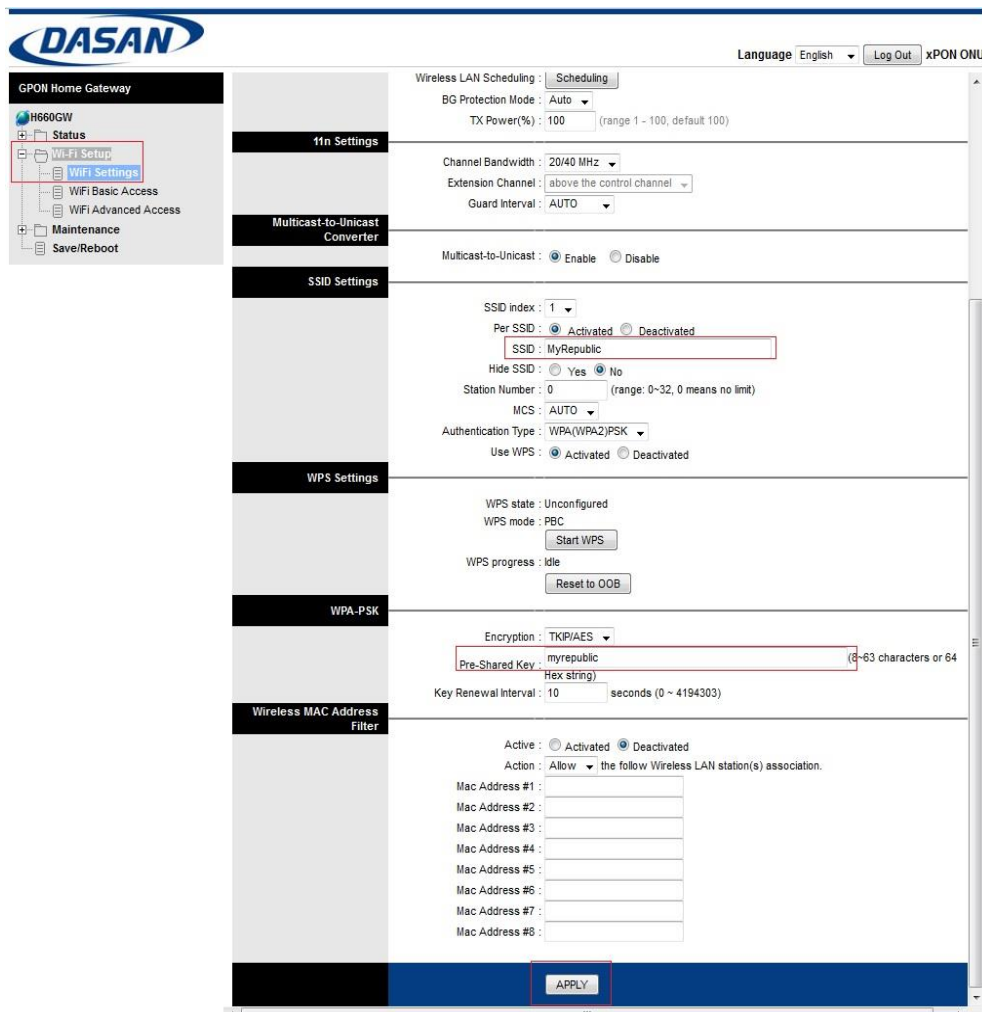 DASAN
Language English Log Out xPON ONU
GPON Home Gateway
H660GW
Status
Wi-Fi Setup
WiFi Settings
WiFi Basic Access
WiFi Advanced Access
Maintenance
Save/Reboot
Wireless LAN Scheduling : Scheduling
BG Protection Mode : Auto
TX Power(%) : 100 (range 1 - 100, default 100)
11n Settings
Channel Bandwidth : 20/40 MHz
Extension Channel : above the control channel
Guard Interval : AUTO
Multicast-to-Unicast
Converter
Multicast-to-Unicast : Enable Disable
SSID Settings
SSID index : 1
Per SSID : Activated Deactivated
SSID : MyRepublic
Hide SSID : Yes No
Station Number : 0 (range: 0~32, 0 means no limit)
MCS : AUTO
Authentication Type : WPA(WPA2)PSK
Use WPS : Activated Deactivated
WPS Settings
WPS state : Unconfigured
WPS mode : PBC
Start WPS
WPS progress : Idle
Reset to OOB
WPA-PSK
Encryption : TKIP/AES
Pre-Shared Key : myrepublic (8~63 characters or 64
Hex string)
Key Renewal Interval : 10 seconds (0 ~ 4194303)
Wireless MAC Address
Filter
Active : Activated Deactivated
Action : Allow the follow Wireless LAN station(s) association.
Mac Address #1 :
Mac Address #2 :
Mac Address #3 :
Mac Address #4 :
Mac Address #5 :
Mac Address #6 :
Mac Address #7 :
Mac Address #8 :
APPLY